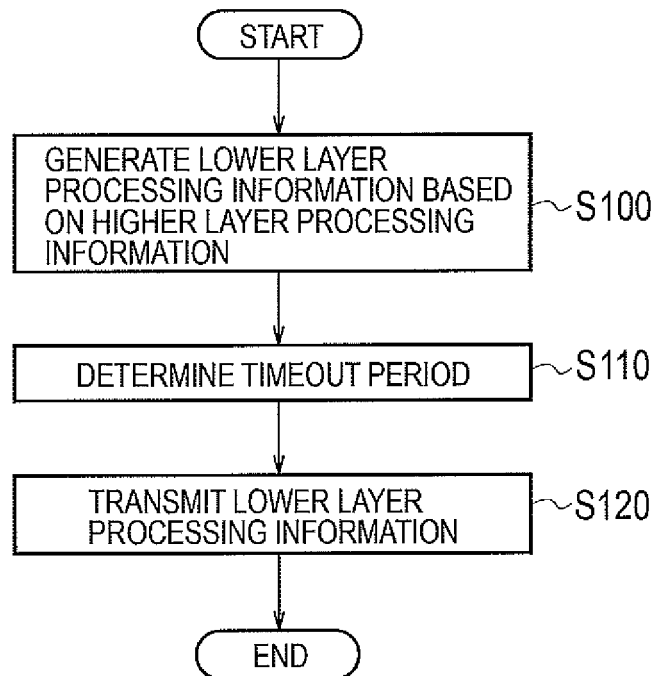 START
GENERATE LOWER LAYER
PROCESSING INFORMATION BASED
ON HIGHER LAYER PROCESSING
INFORMATION
S100
DETERMINE TIMEOUT PERIOD
S110
TRANSMIT LOWER LAYER
PROCESSING INFORMATION
S120
END